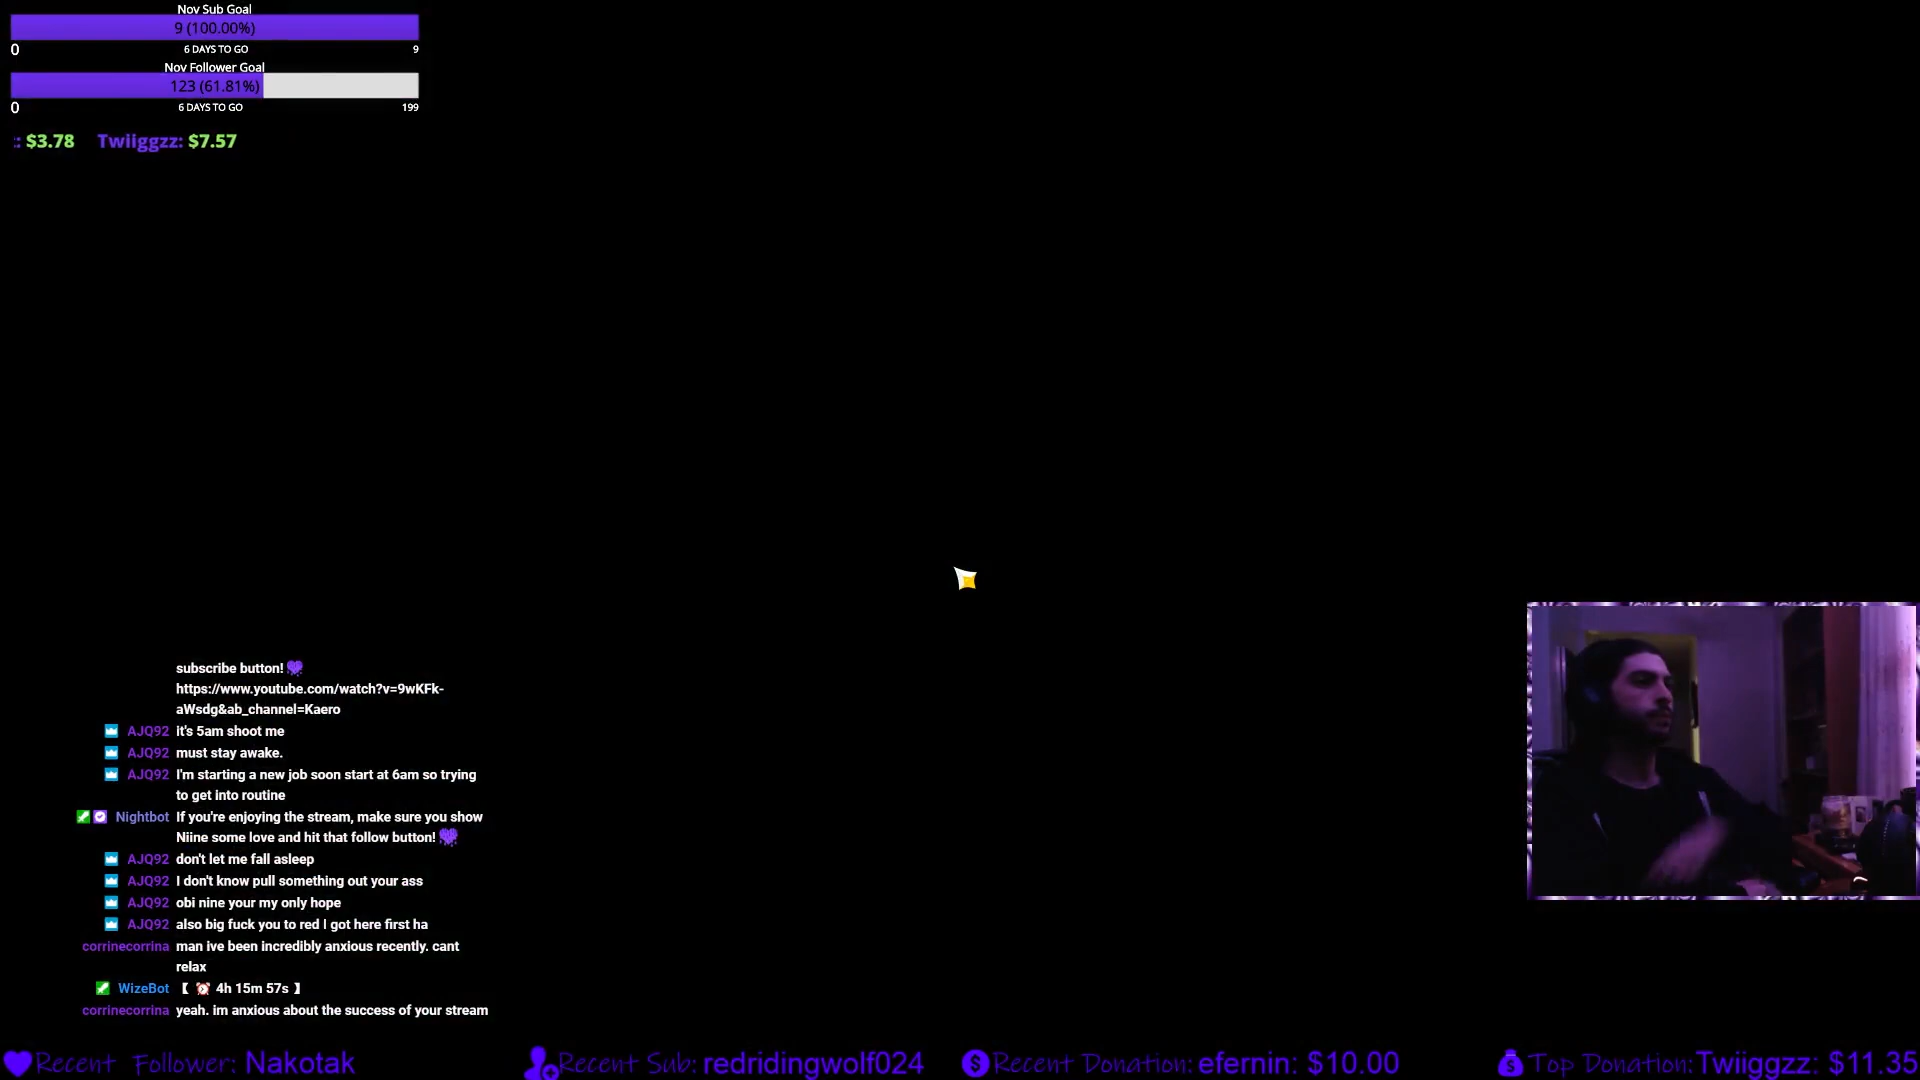 Nov Sub Goal
9 (100.00%)
0 6 DAYS TO GO 9
Nov Follower Goal
123 (61.81%)
0 6 DAYS TO GO 199
: $3.78 Twiiggzz: $7.57
subscribe button!
https://www.youtube.com/watch?v=9wKFk-
aWsdg&ab_channel=Kaero
AJQ92 it's 5am shoot me
AJQ92 must stay awake.
AJQ92 I'm starting a new job soon start at 6am so trying
to get into routine
Nightbot If you're enjoying the stream, make sure you show
Niine some love and hit that follow button!
AJQ92 don't let me fall asleep
AJQ92 I don't know pull something out your ass
AJQ92 obi nine your my only hope
AJQ92 also big fuck you to red I got here first ha
corrinecorrina man ive been incredibly anxious recently. cant
relax
WizeBot 【 ⏰ 4h 15m 57s 】
corrinecorrina yeah. im anxious about the success of your stream
Recent Follower: Nakotak Recent Sub: redridingwolf024 Recent Donation: efernin: $10.00 Top Donation: Twiiggzz: $11.35